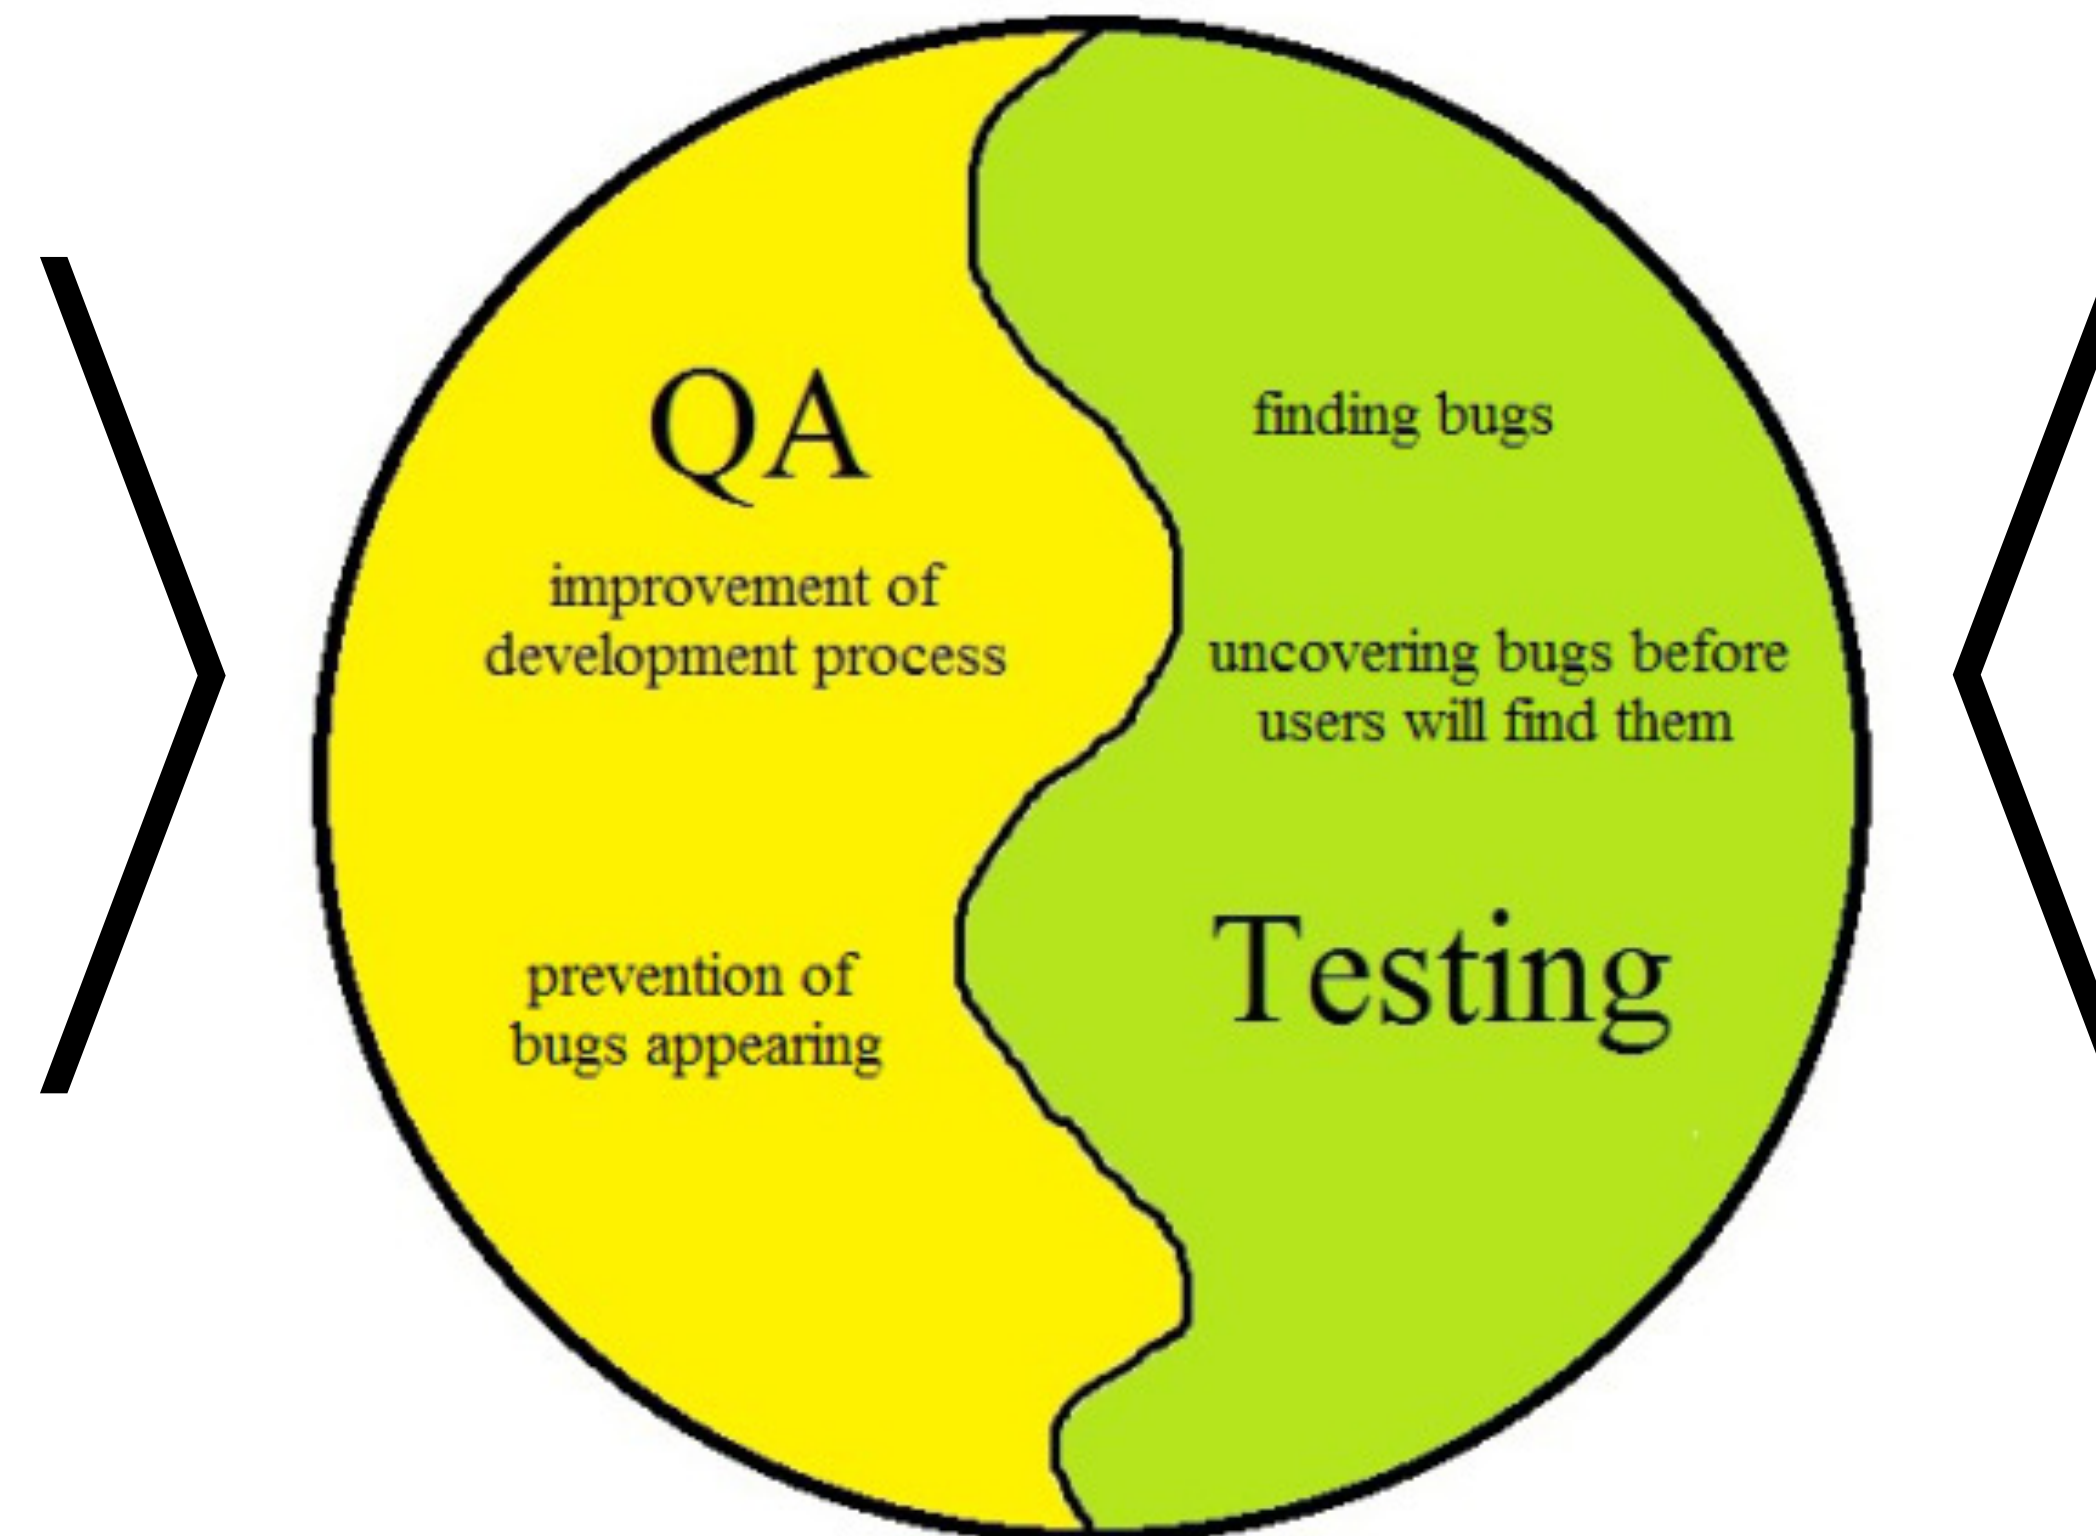 QA
improvement of
development process
prevention of
bugs appearing
finding bugs
uncovering bugs before
users will find them
Testing